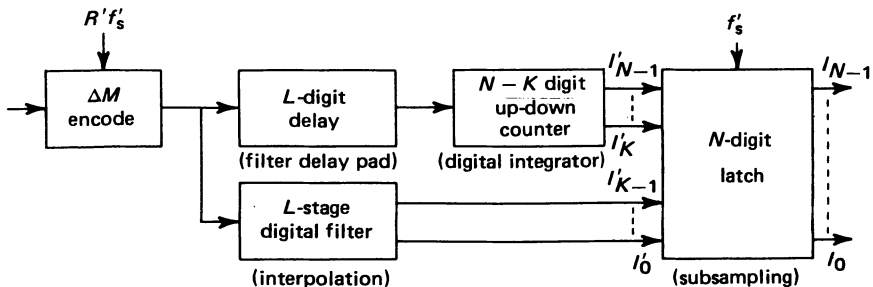 R'f's
f's
ΔM
encode
L-digit
delay
(filter delay pad)
N – K digit
up-down
counter
(digital integrator)
I'N–1
I'K
I'K–1
I'0
L-stage
digital filter
(interpolation)
N-digit
latch
(subsampling)
IN–1
I0